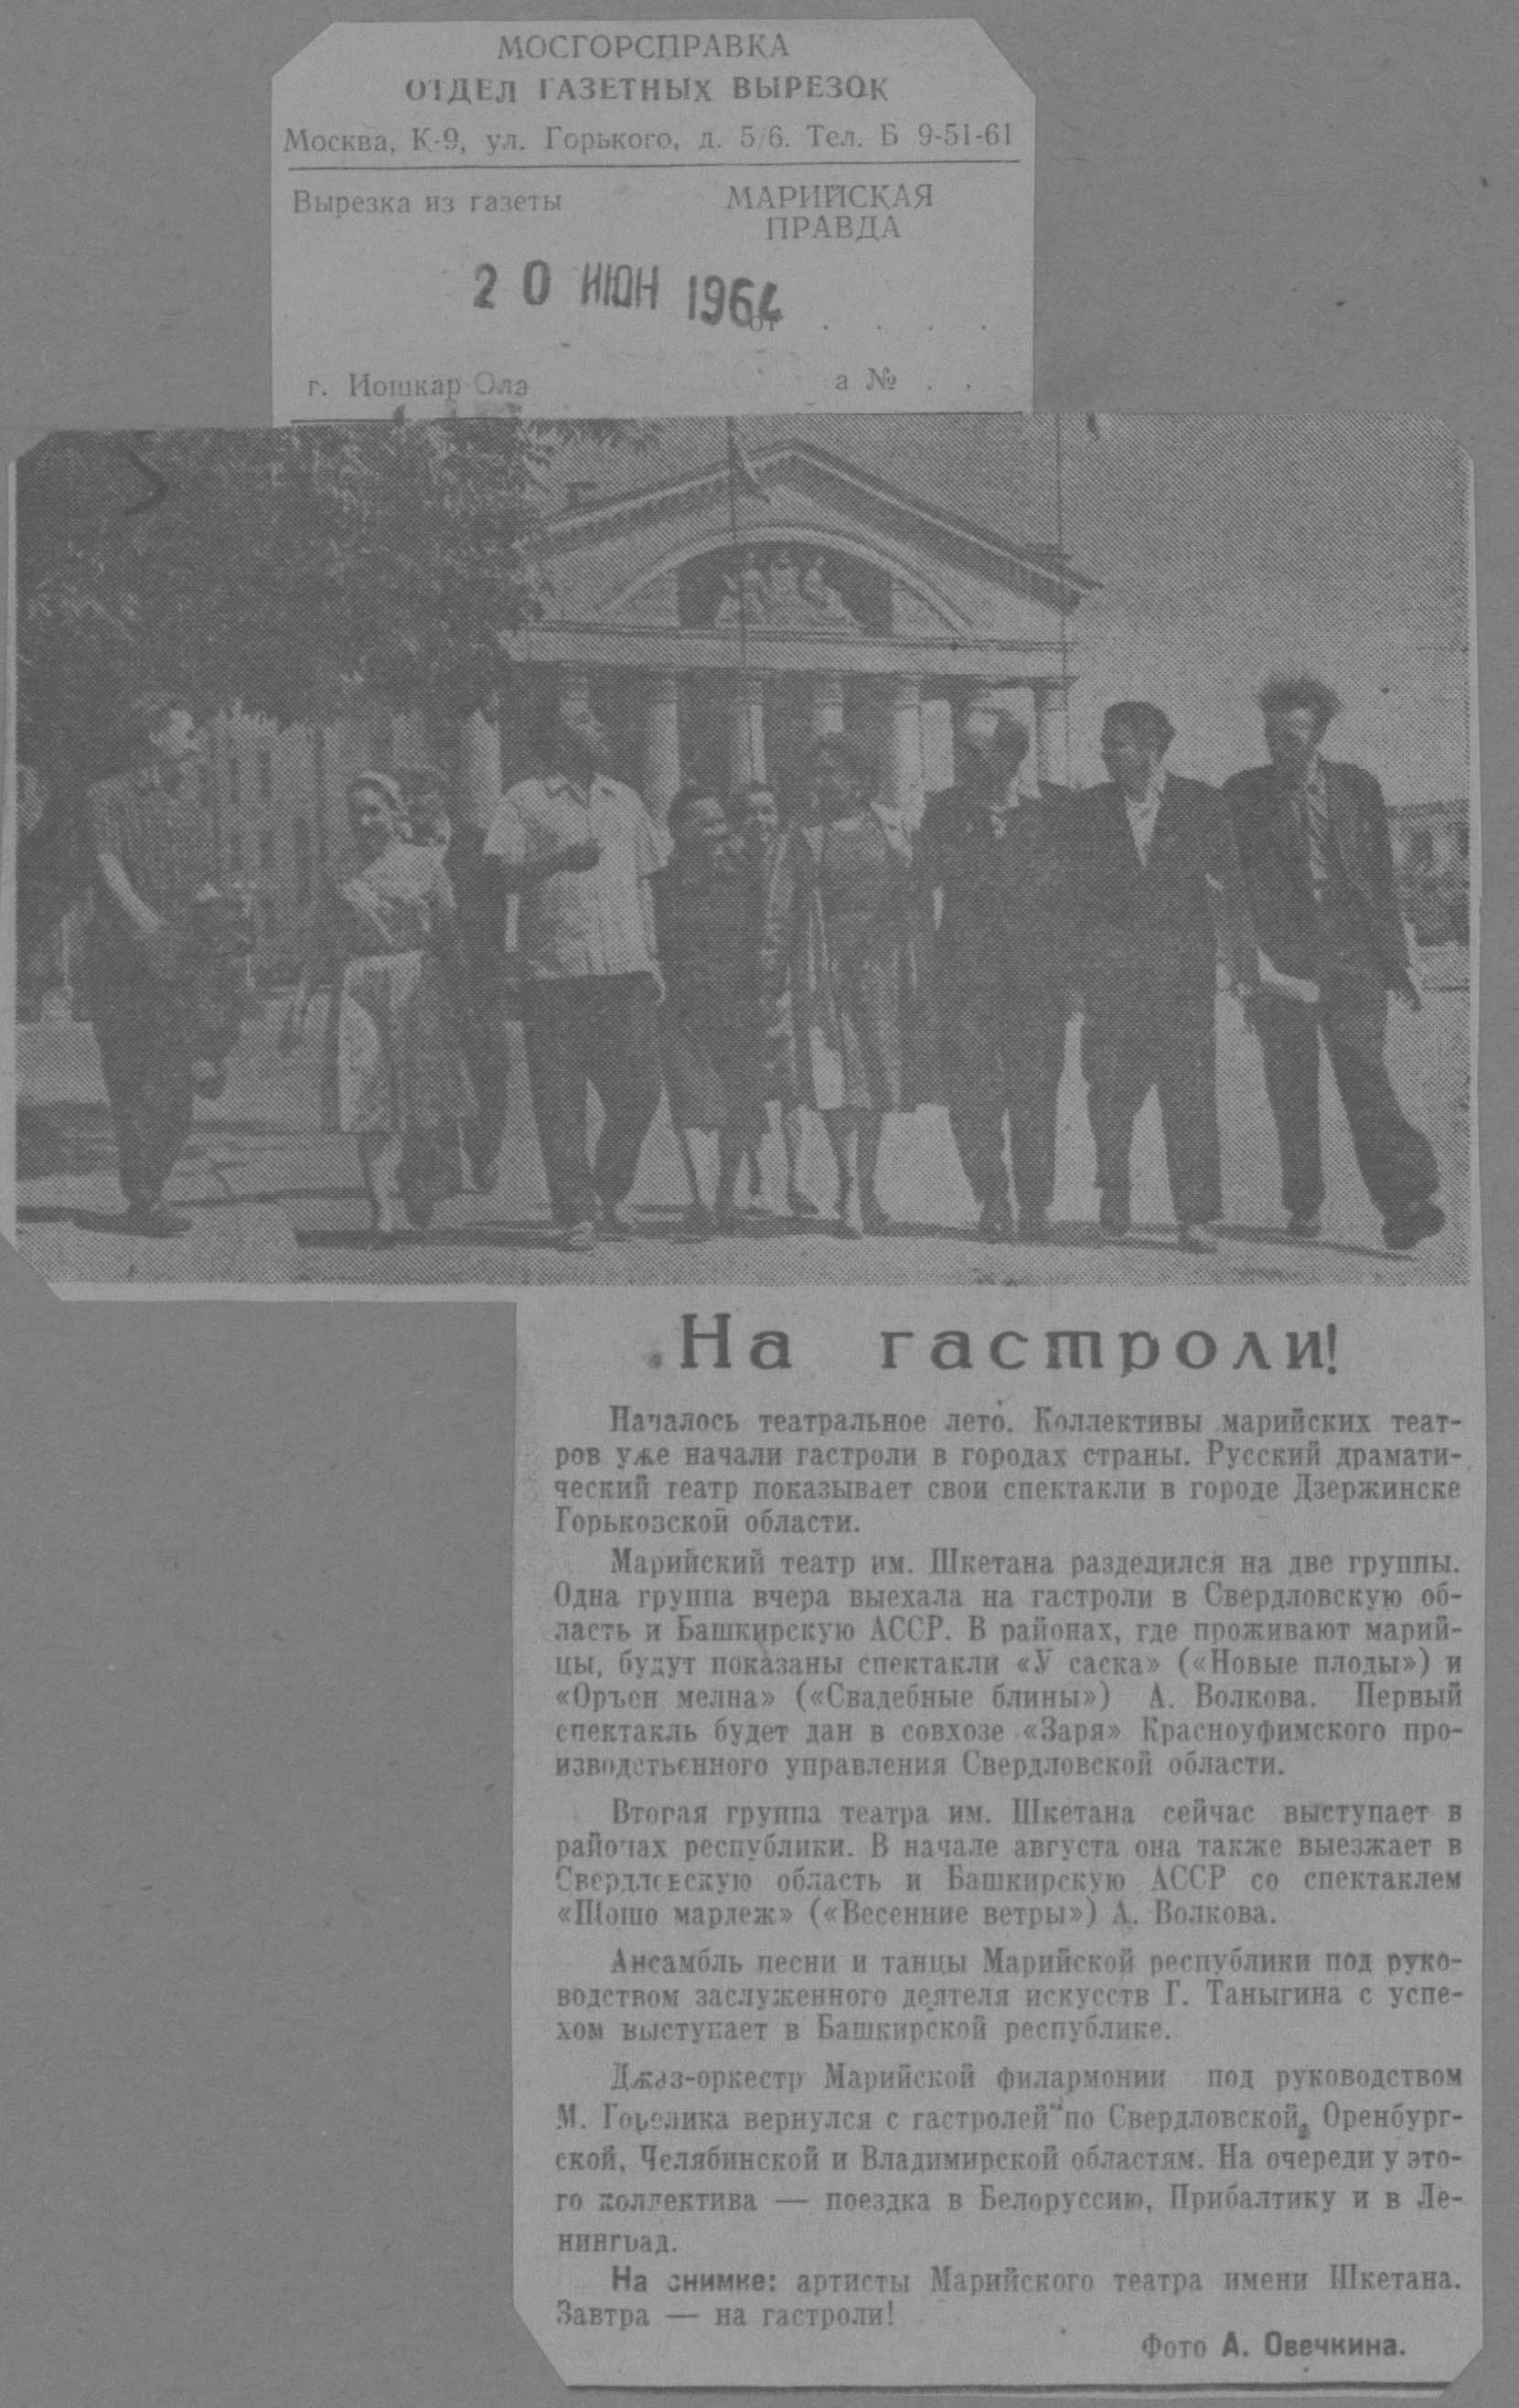 МОСГОРСПРАВКА
ОТДЕЛ ГАЗЕТНЫХ ВЫРЕЗОК
Москва, К-9, ул. Горького, д. 5/6. Тел. Б 9-51-61
Вырезка из газеты
МАРИЙСКАЯ
ПРАВДА
20 ИЮН 1964
от . . . .
г. Йошкар-Ола
а № . .
На гастроли!
Началось театральное лето. Коллективы марийских теат-
ров уже начали гастроли в городах страны. Русский драмати-
ческий театр показывает свои спектакли в городе Дзержинске
Горьковской области.
Марийский театр им. Шкетана разделился на две группы.
Одна группа вчера выехала на гастроли в Свердловскую об-
ласть и Башкирскую АССР. В районах, где проживают марий-
цы, будут показаны спектакли «У саска» («Новые плоды») и
«Оръен мелна» («Свадебные блины») А. Волкова. Первый
спектакль будет дан в совхозе «Заря» Красноуфимского про-
изводственного управления Свердловской области.
Вторая группа театра им. Шкетана сейчас выступает в
районах республики. В начале августа она также выезжает в
Свердловскую область и Башкирскую АССР со спектаклем
«Шошо мардеж» («Весенние ветры») А. Волкова.
Ансамбль песни и танцы Марийской республики под руко-
водством заслуженного деятеля искусств Г. Таныгина с успе-
хом выступает в Башкирской республике.
Джаз-оркестр Марийской филармонии под руководством
М. Горелика вернулся с гастролей по Свердловской, Оренбург-
ской, Челябинской и Владимирской областям. На очереди у это-
го коллектива — поездка в Белоруссию, Прибалтику и в Ле-
нинград.
На снимке: артисты Марийского театра имени Шкетана.
Завтра — на гастроли!
Фото А. Овечкина.